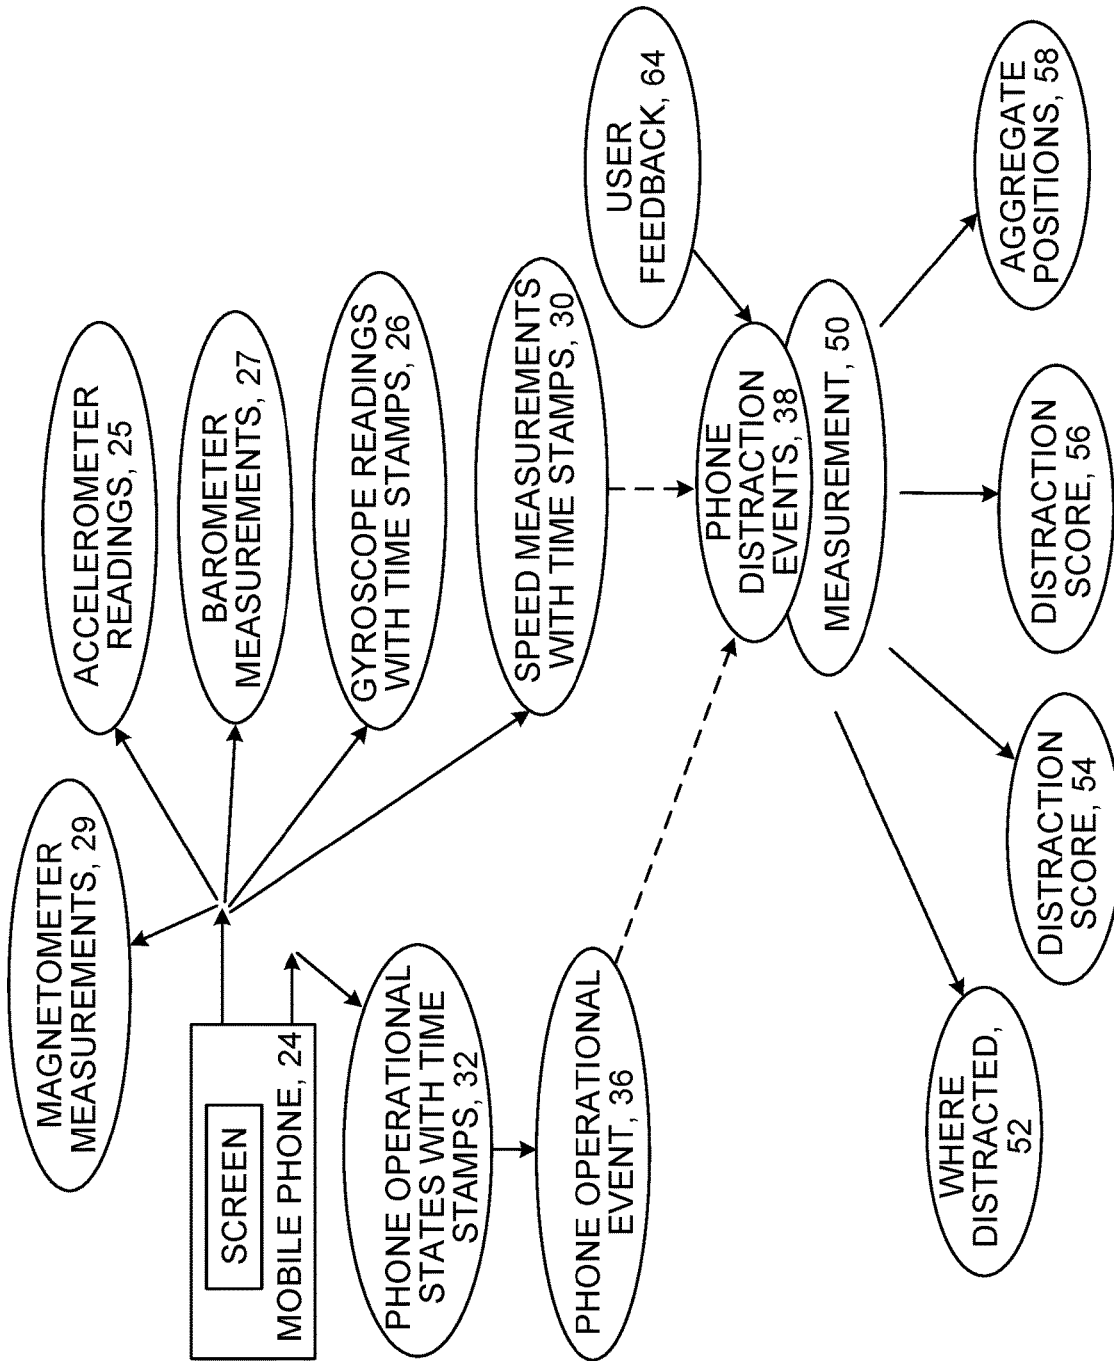 MAGNETOMETER
MEASUREMENTS, 29
ACCELEROMETER
READINGS, 25
BAROMETER
MEASUREMENTS, 27
GYROSCOPE READINGS
WITH TIME STAMPS, 26
SPEED MEASUREMENTS
WITH TIME STAMPS, 30
SCREEN
MOBILE PHONE, 24
PHONE OPERATIONAL
STATES WITH TIME
STAMPS, 32
PHONE OPERATIONAL
EVENT, 36
USER
FEEDBACK, 64
PHONE
DISTRACTION
EVENTS, 38
MEASUREMENT, 50
WHERE
DISTRACTED,
52
DISTRACTION
SCORE, 54
DISTRACTION
SCORE, 56
AGGREGATE
POSITIONS, 58